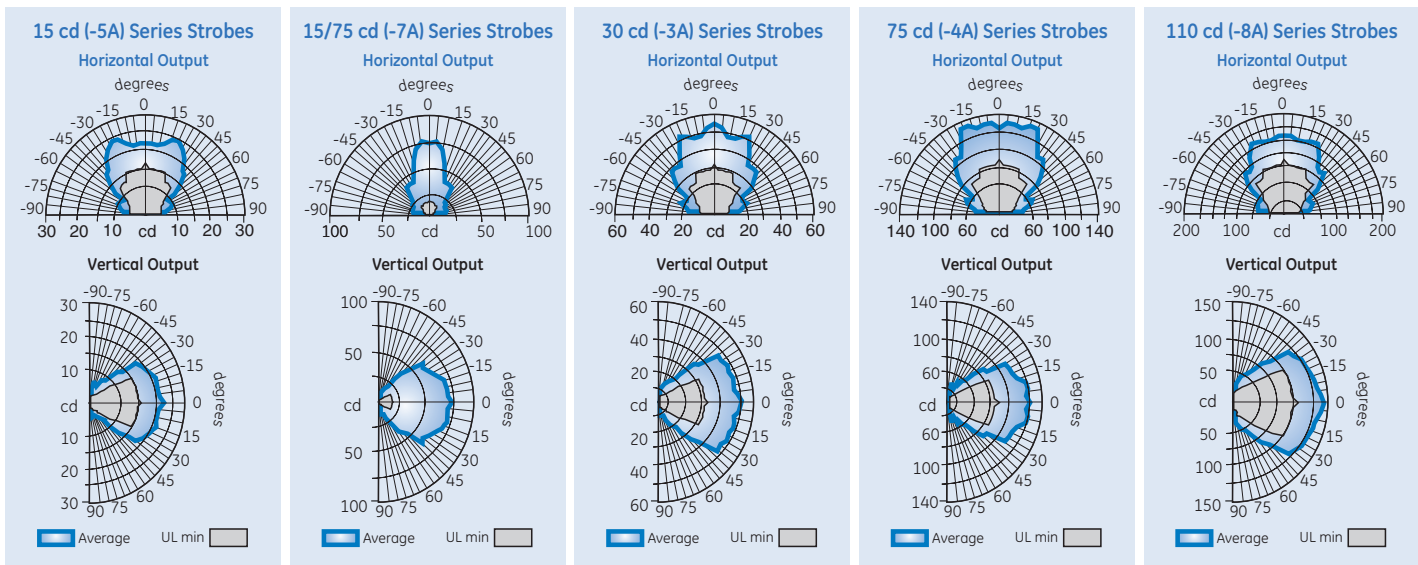 15 cd (-5A) Series Strobes
Horizontal Output
degrees
-90 -75 -60 -45 -30 -15 0 15 30 45 60 75 90
30 20 10 cd 10 20 30
Vertical Output
30 20 10 cd 10 20 30
-90 -75 -60 -45 -30 -15 0 15 30 45 60 75 90
degrees
Average UL min
15/75 cd (-7A) Series Strobes
Horizontal Output
degrees
-90 -75 -60 -45 -30 -15 0 15 30 45 60 75 90
100 50 cd 50 100
Vertical Output
100 50 cd 50 100
-90 -75 -60 -45 -30 -15 0 15 30 45 60 75 90
degrees
Average UL min
30 cd (-3A) Series Strobes
Horizontal Output
degrees
-90 -75 -60 -45 -30 -15 0 15 30 45 60 75 90
60 40 20 cd 20 40 60
Vertical Output
60 40 20 cd 20 40 60
-90 -75 -60 -45 -30 -15 0 15 30 45 60 75 90
degrees
Average UL min
75 cd (-4A) Series Strobes
Horizontal Output
degrees
-90 -75 -60 -45 -30 -15 0 15 30 45 60 75 90
140 100 60 cd 60 100 140
Vertical Output
140 100 60 cd 60 100 140
-90 -75 -60 -45 -30 -15 0 15 30 45 60 75 90
degrees
Average UL min
110 cd (-8A) Series Strobes
Horizontal Output
degrees
-90 -75 -60 -45 -30 -15 0 15 30 45 60 75 90
200 100 cd 100 200
Vertical Output
150 100 50 cd 50 100 150
-90 -75 -60 -45 -30 -15 0 15 30 45 60 75 90
degrees
Average UL min